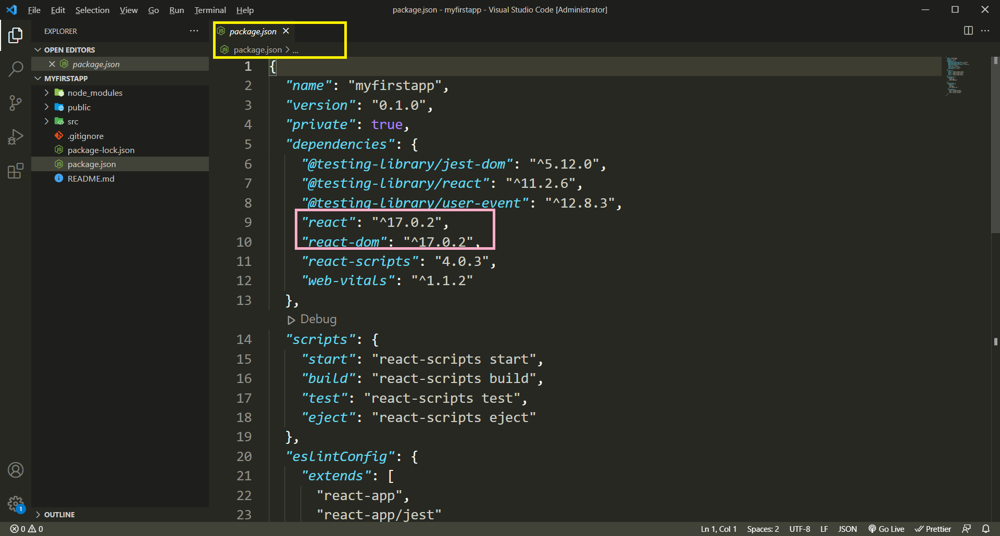 File Edit Selection View Go Run Terminal Help
package.json - myfirstapp - Visual Studio Code [Administrator]
EXPLORER
OPEN EDITORS
package.json
MYFIRSTAPP
node_modules
public
src
.gitignore
package-lock.json
package.json
README.md
OUTLINE
package.json
package.json > ...
1 {
2 "name": "myfirstapp",
3 "version": "0.1.0",
4 "private": true,
5 "dependencies": {
6 "@testing-library/jest-dom": "^5.12.0",
7 "@testing-library/react": "^11.2.6",
8 "@testing-library/user-event": "^12.8.3",
9 "react": "^17.0.2",
10 "react-dom": "^17.0.2",
11 "react-scripts": "4.0.3",
12 "web-vitals": "^1.1.2"
13 },
Debug
14 "scripts": {
15 "start": "react-scripts start",
16 "build": "react-scripts build",
17 "test": "react-scripts test",
18 "eject": "react-scripts eject"
19 },
20 "eslintConfig": {
21 "extends": [
22 "react-app",
23 "react-app/jest"
1
0 0 Ln 1, Col 1 Spaces: 2 UTF-8 LF JSON Go Live Prettier